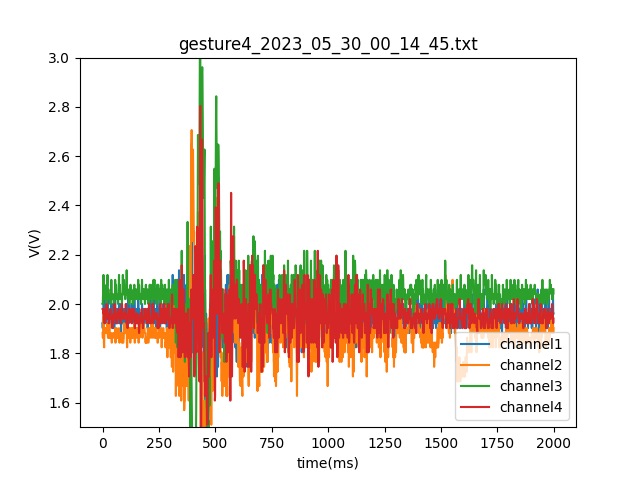 gesture4_2023_05_30_00_14_45.txt
3.0
2.8
2.6
2.4
2.2
2.0
1.8
1.6
V(V)
channel1
channel2
channel3
channel4
0 250 500 750 1000 1250 1500 1750 2000
time(ms)